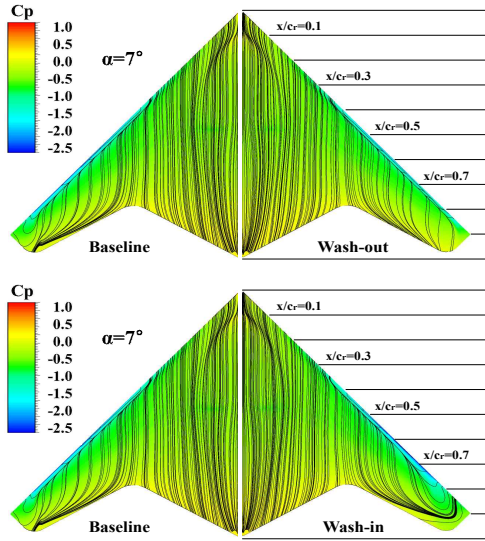 Cp
1.0
0.5
0.0
-0.5
-1.0
-1.5
-2.0
-2.5
α=7°
x/cr=0.1
x/cr=0.3
x/cr=0.5
x/cr=0.7
Baseline
Wash-out
Cp
1.0
0.5
0.0
-0.5
-1.0
-1.5
-2.0
-2.5
α=7°
x/cr=0.1
x/cr=0.3
x/cr=0.5
x/cr=0.7
Baseline
Wash-in